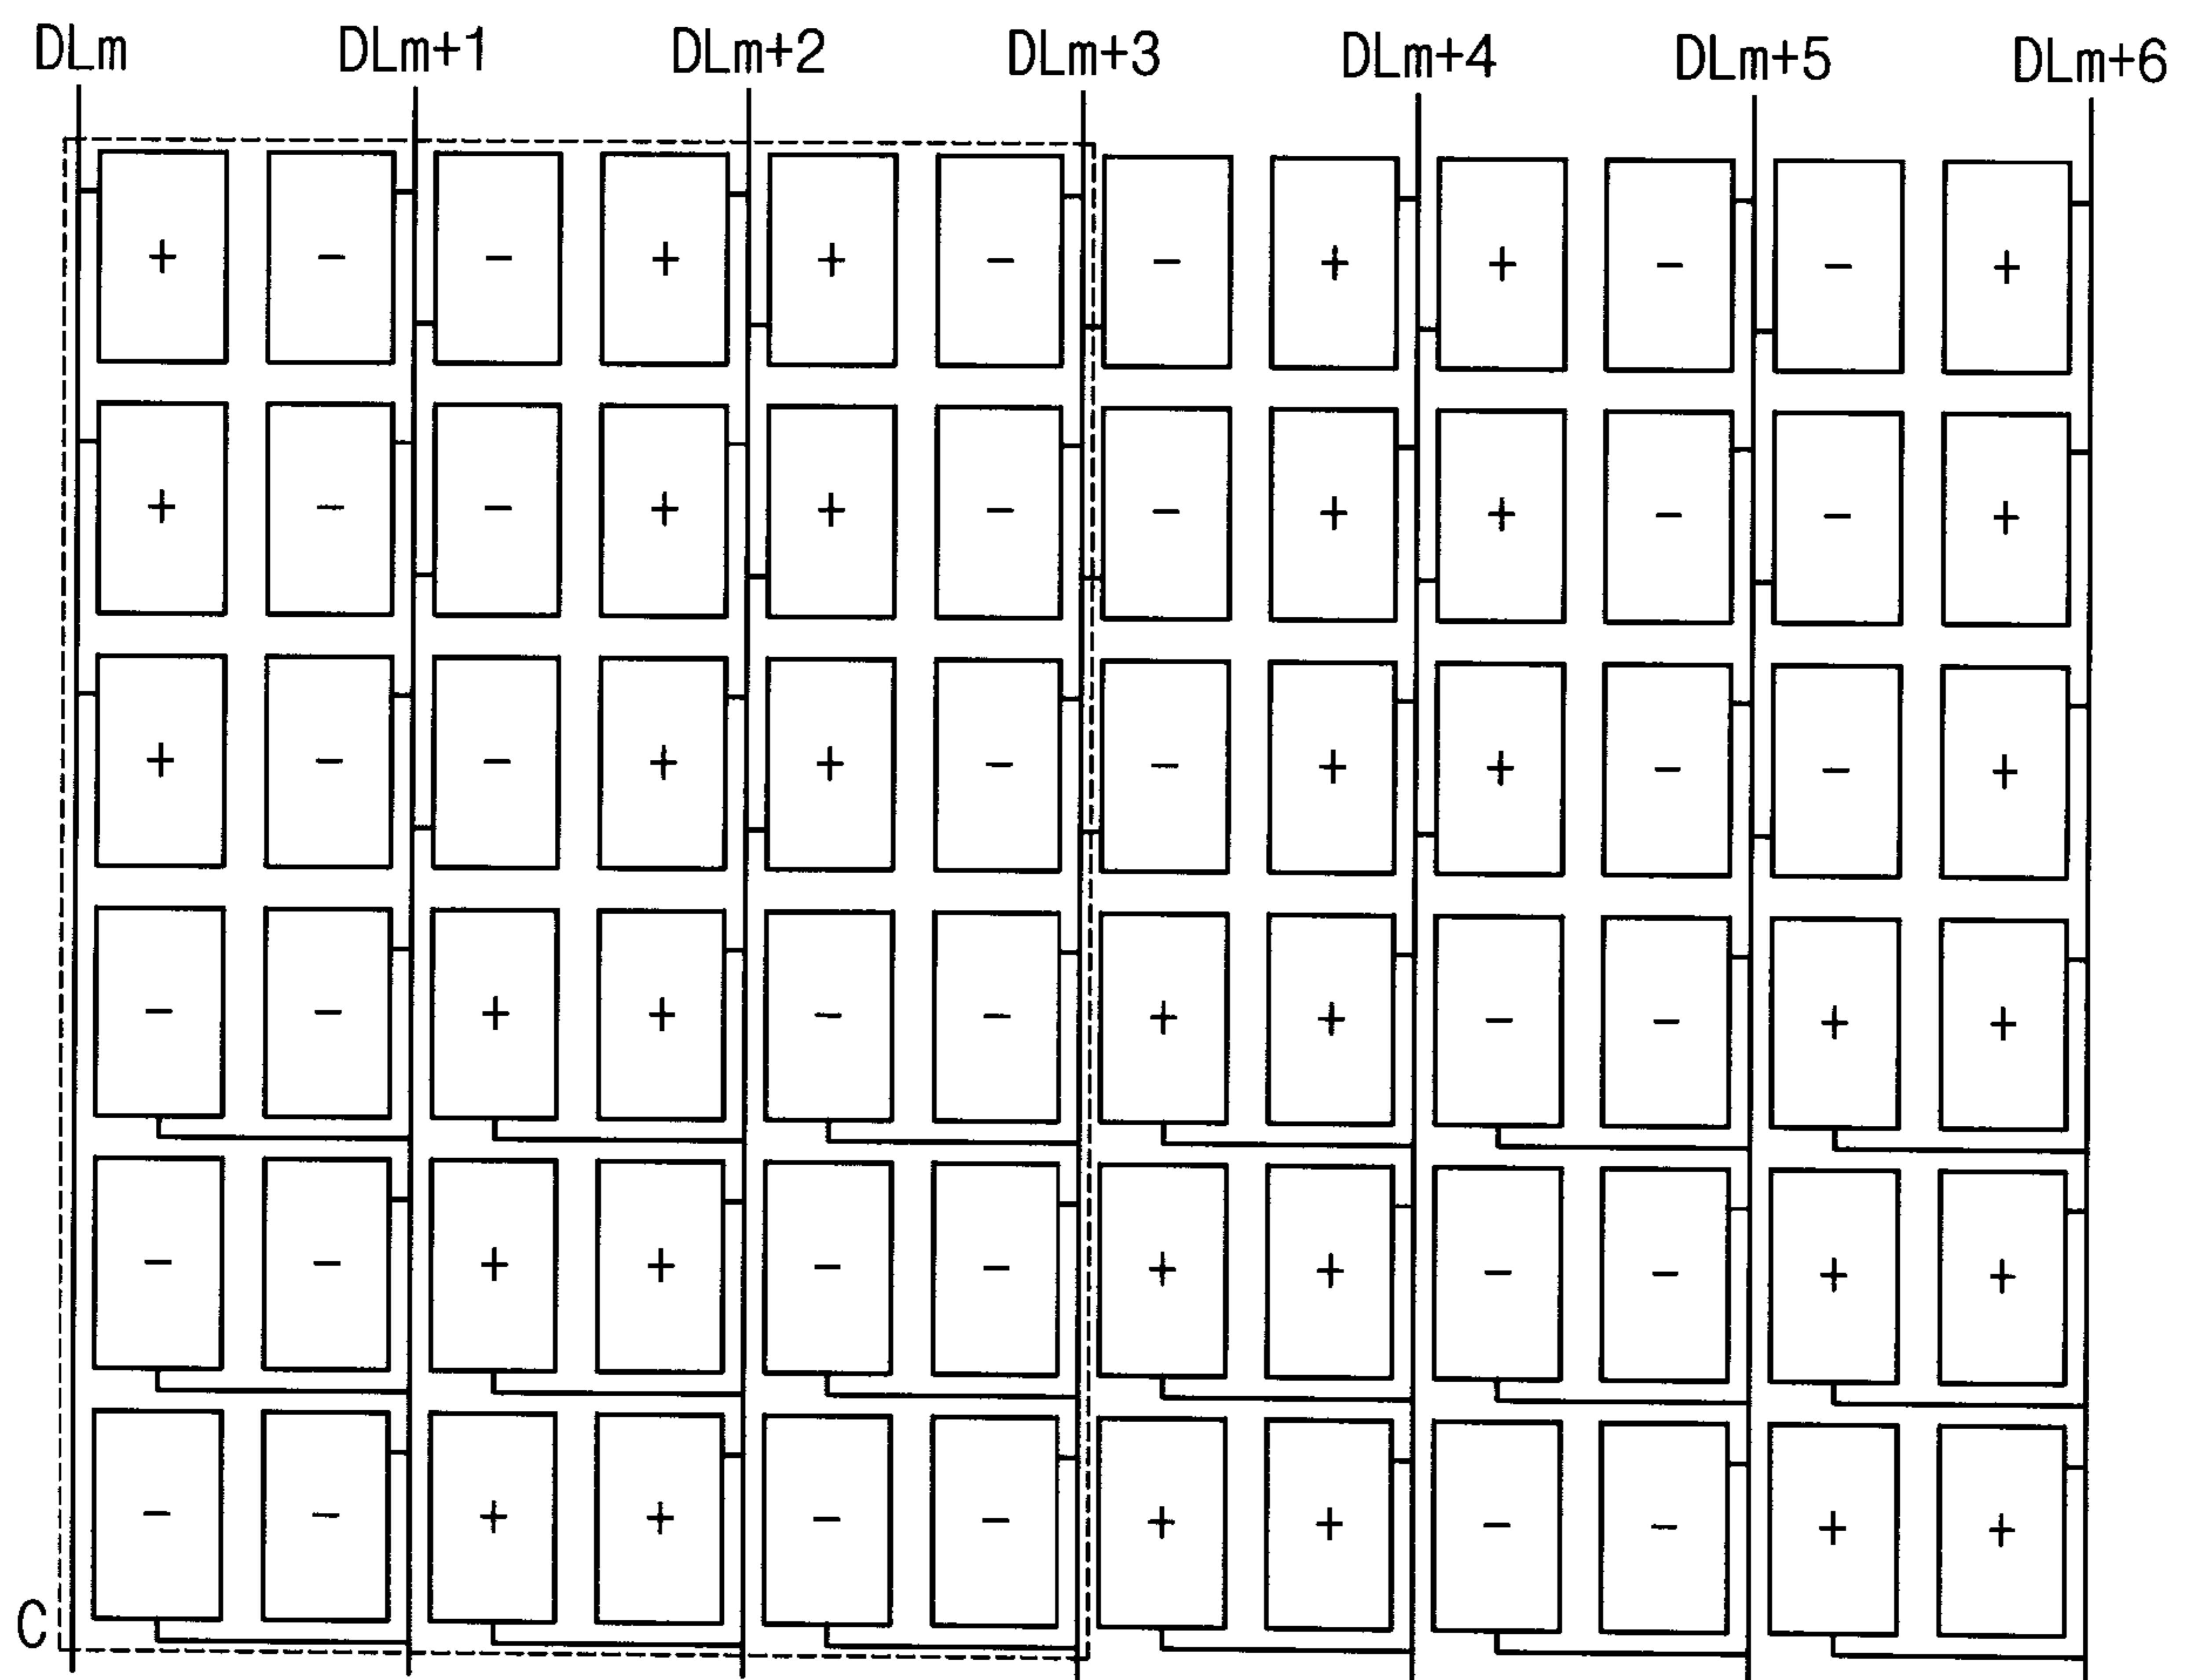 DLm DLm+1 DLm+2 DLm+3 DLm+4 DLm+5 DLm+6
+ − − + + − − + + − − +
+ − − + + − − + + − − +
+ − − + + − − + + − − +
− − + + − − + + − − + +
− − + + − − + + − − + +
− − + + − − + + − − + +
C